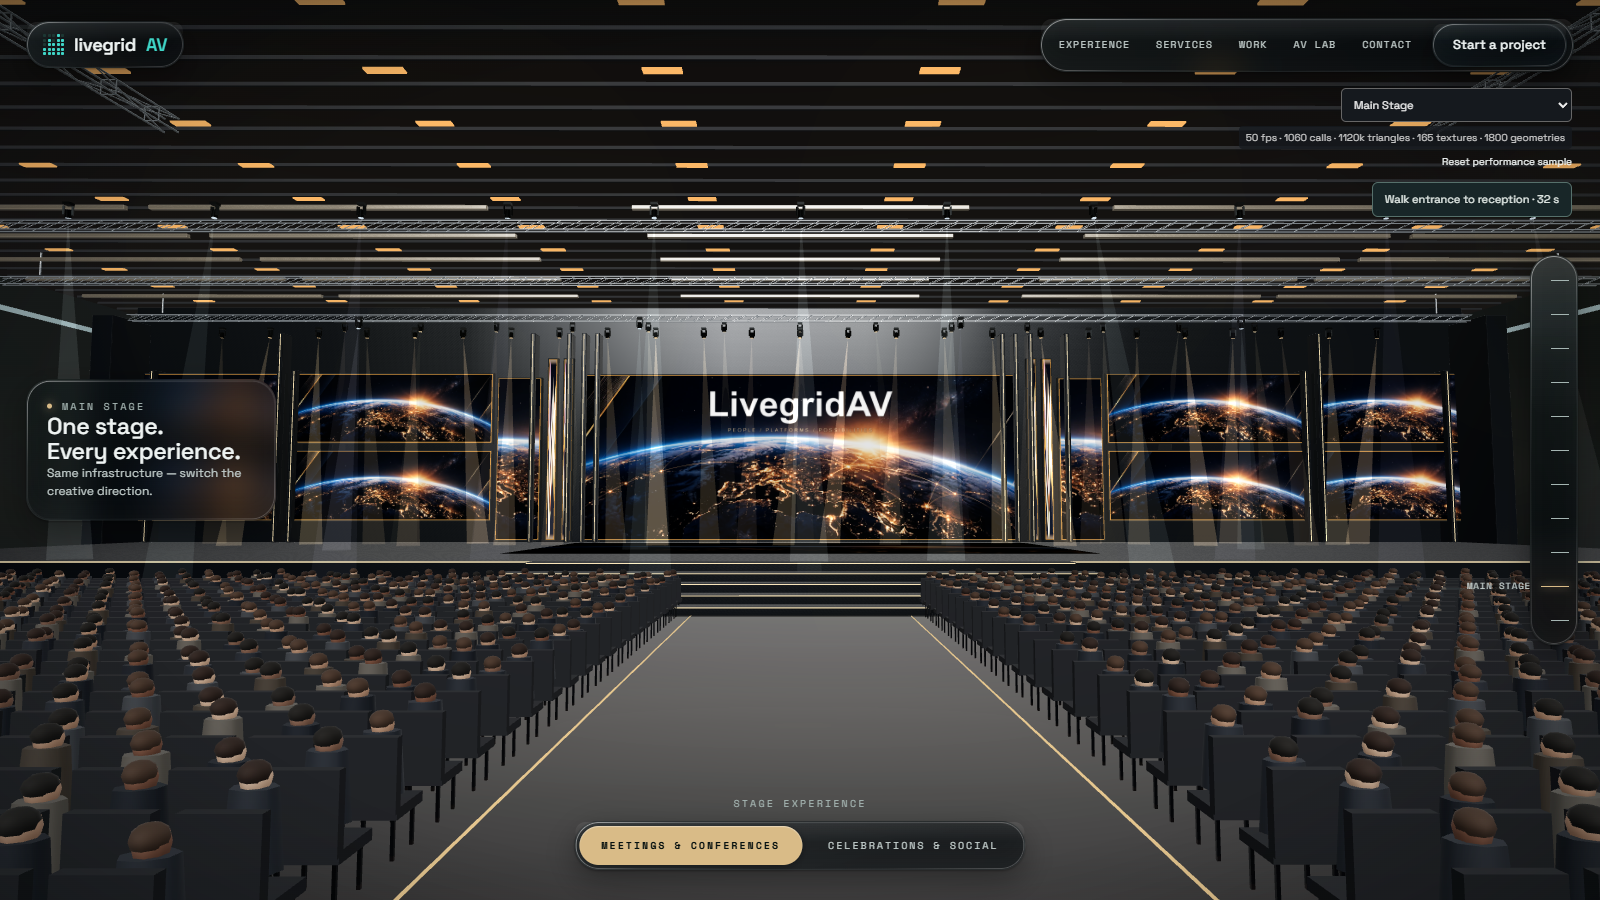 livegrid AV
EXPERIENCE SERVICES WORK AV LAB CONTACT Start a project
Main Stage
50 fps · 1060 calls · 1120k triangles · 165 textures · 1800 geometries
Reset performance sample
Walk entrance to reception · 32 s
LivegridAV
PEOPLE · PLATFORMS ·
MAIN STAGE
One stage.
Every experience.
Same infrastructure — switch the
creative direction.
MAIN STAGE
STAGE EXPERIENCE
MEETINGS & CONFERENCES CELEBRATIONS & SOCIAL